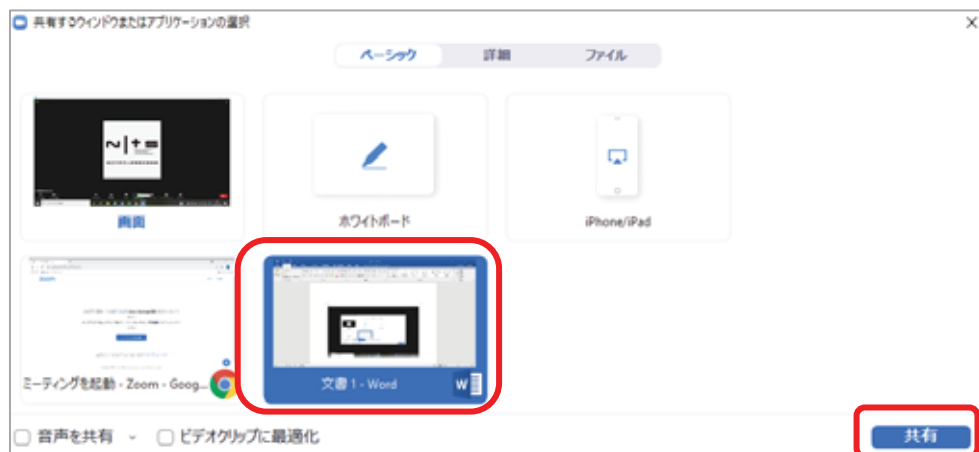 共有するウィンドウまたはアプリケーションの選択
ベーシック 詳細 ファイル
画面
ホワイトボード
iPhone/iPad
ミーティングを起動 - Zoom - Goog...
文書 1 - Word
音声を共有
ビデオクリップに最適化
共有